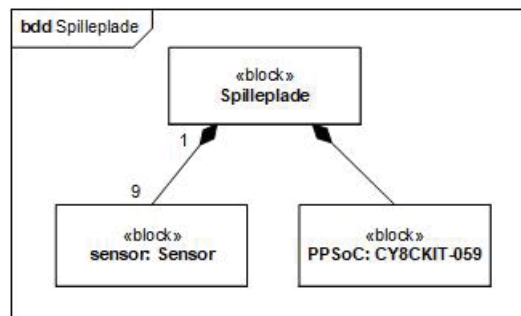 bdd Spilleplade
«block»
Spilleplade
1
9
«block»
sensor: Sensor
«block»
PPSoC: CY8CKIT-059